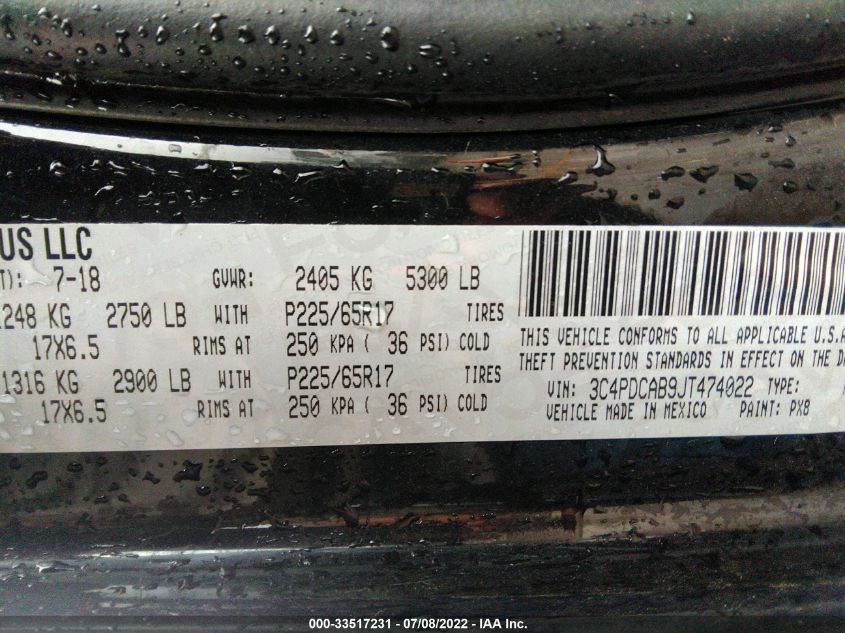 US LLC
T): 7-18 GVWR: 2405 KG 5300 LB
1248 KG 2750 LB WITH P225/65R17 TIRES
17X6.5 RIMS AT 250 KPA ( 36 PSI) COLD
1316 KG 2900 LB WITH P225/65R17 TIRES
17X6.5 RIMS AT 250 KPA ( 36 PSI) COLD
THIS VEHICLE CONFORMS TO ALL APPLICABLE U.S.A
THEFT PREVENTION STANDARDS IN EFFECT ON THE DA
VIN: 3C4PDCAB9JT474022 TYPE:
VEHICLE MADE IN MEXICO PAINT: PX8
000-33517231 - 07/08/2022 - IAA Inc.